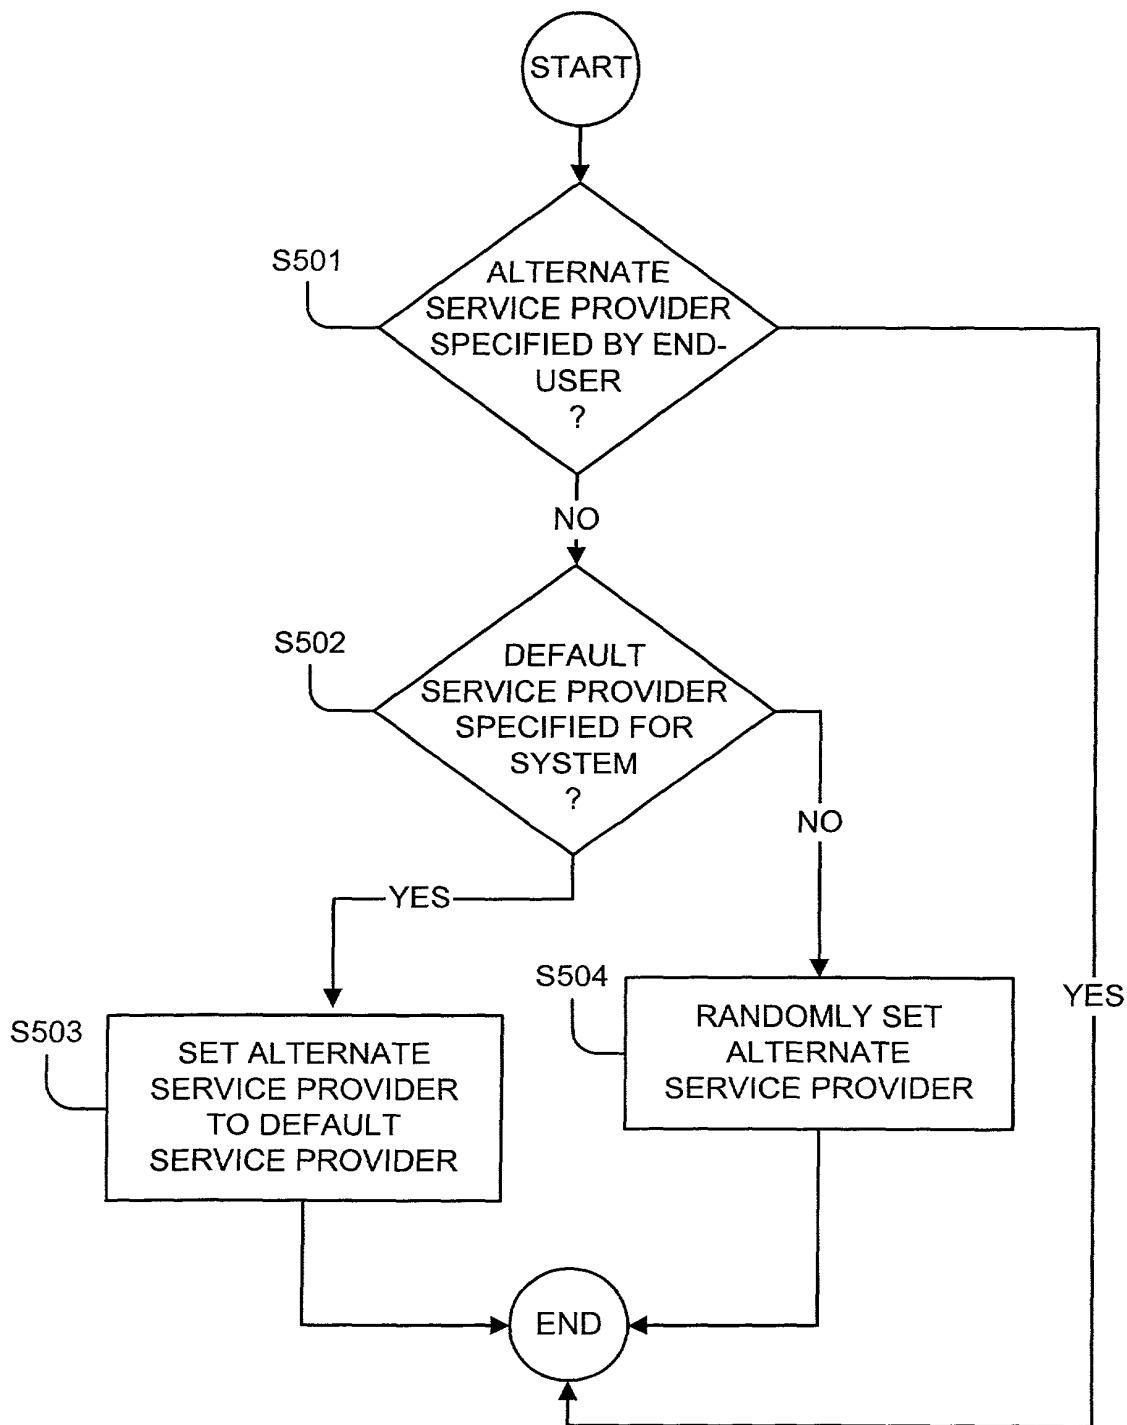 START
S501
ALTERNATE
SERVICE PROVIDER
SPECIFIED BY END-
USER
?
NO
S502
DEFAULT
SERVICE PROVIDER
SPECIFIED FOR
SYSTEM
?
NO
YES
S504
YES
RANDOMLY SET
ALTERNATE
SERVICE PROVIDER
S503
SET ALTERNATE
SERVICE PROVIDER
TO DEFAULT
SERVICE PROVIDER
END